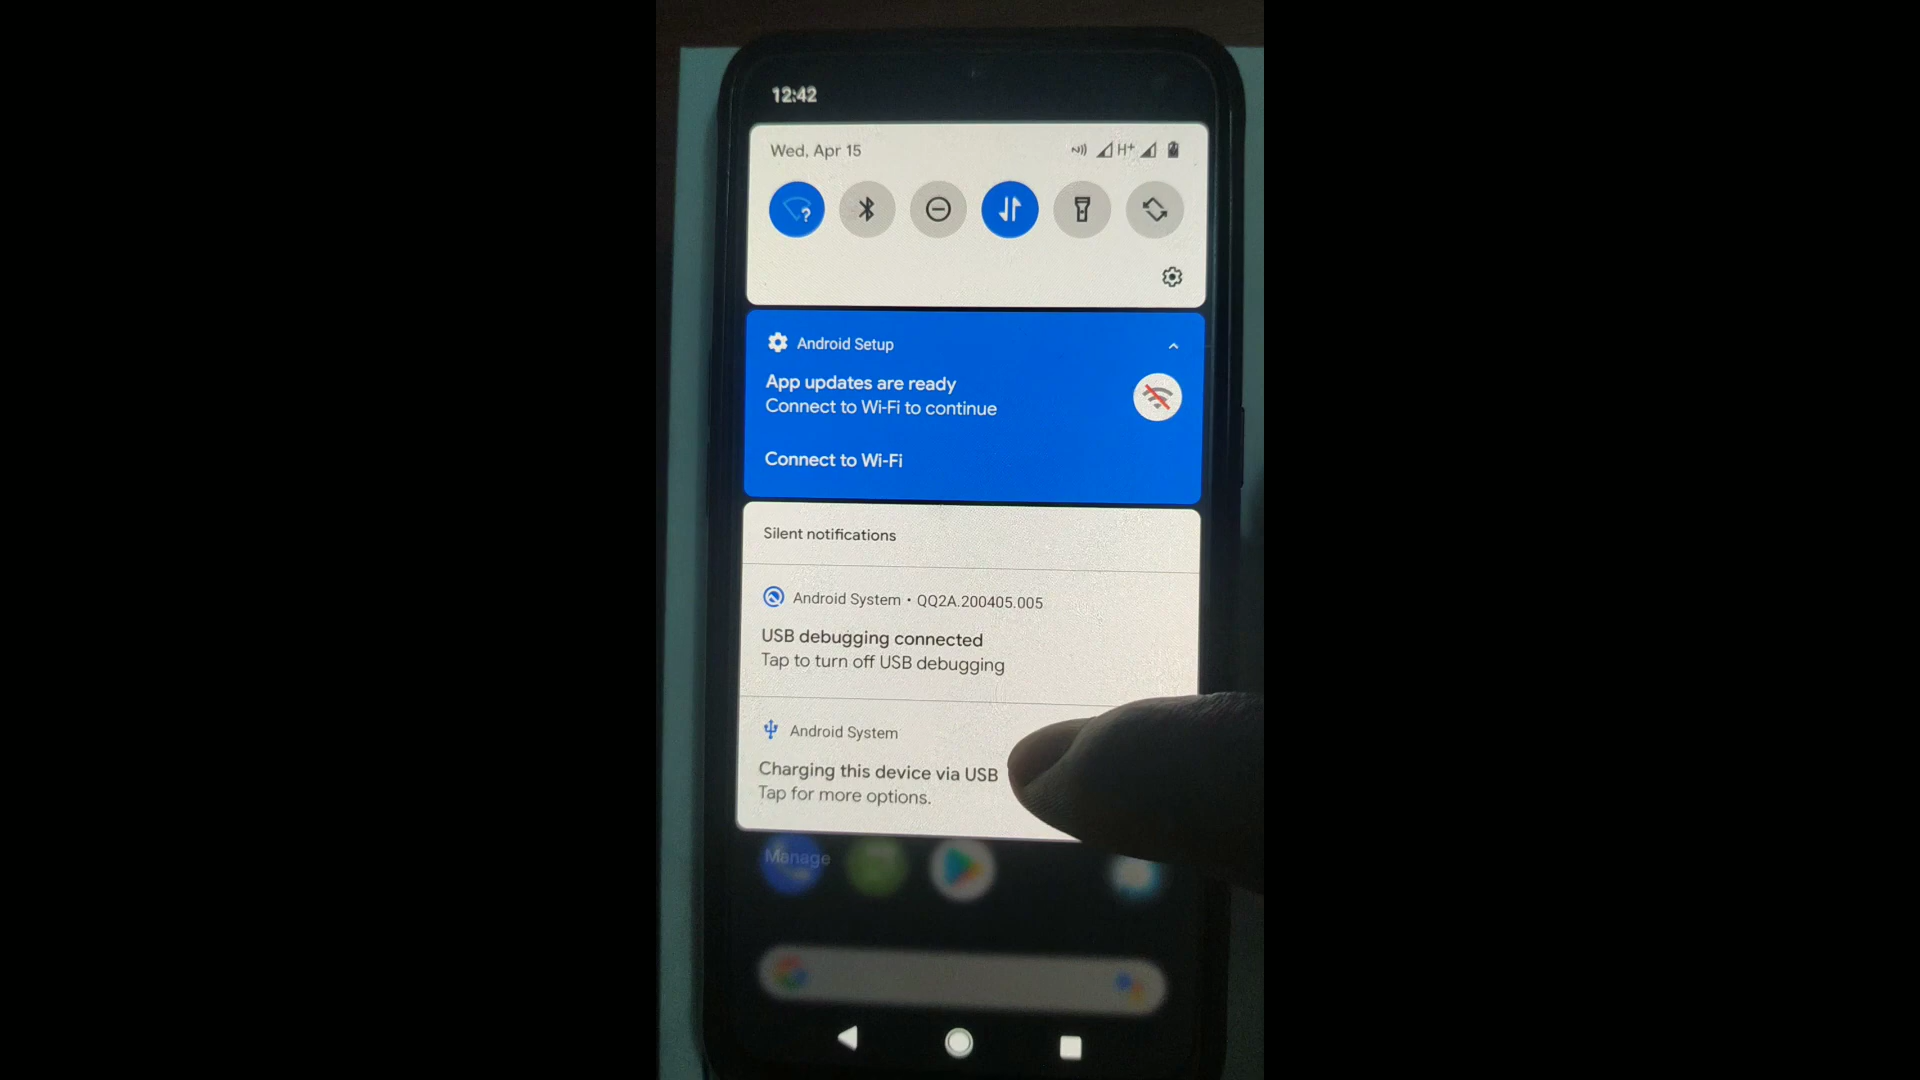 12:42
Wed, Apr 15
H+
?
Android Setup
App updates are ready
Connect to Wi-Fi to continue
Connect to Wi-Fi
Silent notifications
Android System • QQ2A.200405.005
USB debugging connected
Tap to turn off USB debugging
Android System
Charging this device via USB
Tap for more options.
Manage